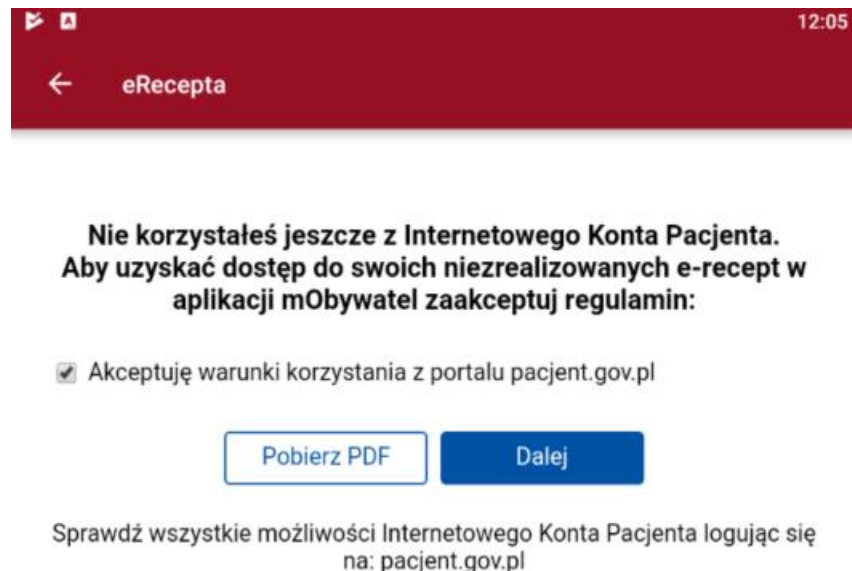 12:05
eRecepta
Nie korzystałeś jeszcze z Internetowego Konta Pacjenta.
Aby uzyskać dostęp do swoich niezrealizowanych e-recept w
aplikacji mObywatel zaakceptuj regulamin:
Akceptuję warunki korzystania z portalu pacjent.gov.pl
Pobierz PDF
Dalej
Sprawdź wszystkie możliwości Internetowego Konta Pacjenta logując się
na: pacjent.gov.pl